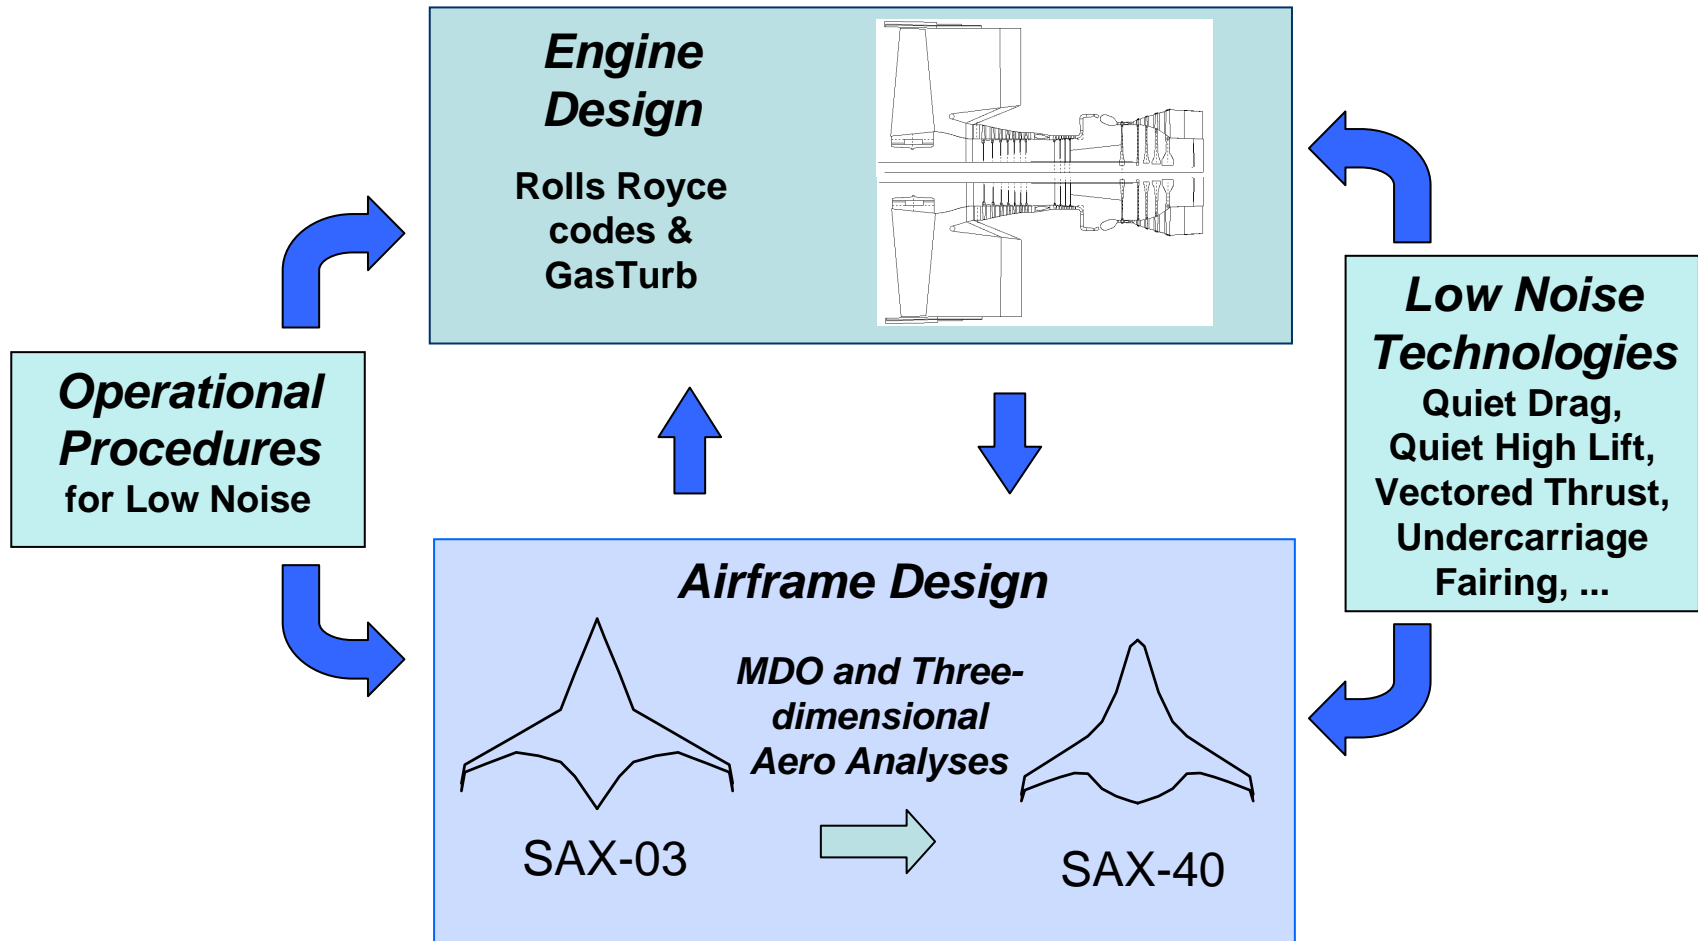 Engine
Design
Rolls Royce
codes &
GasTurb
Operational
Procedures
for Low Noise
Low Noise
Technologies
Quiet Drag,
Quiet High Lift,
Vectored Thrust,
Undercarriage
Fairing, ...
Airframe Design
MDO and Three-
dimensional
Aero Analyses
SAX-03
SAX-40